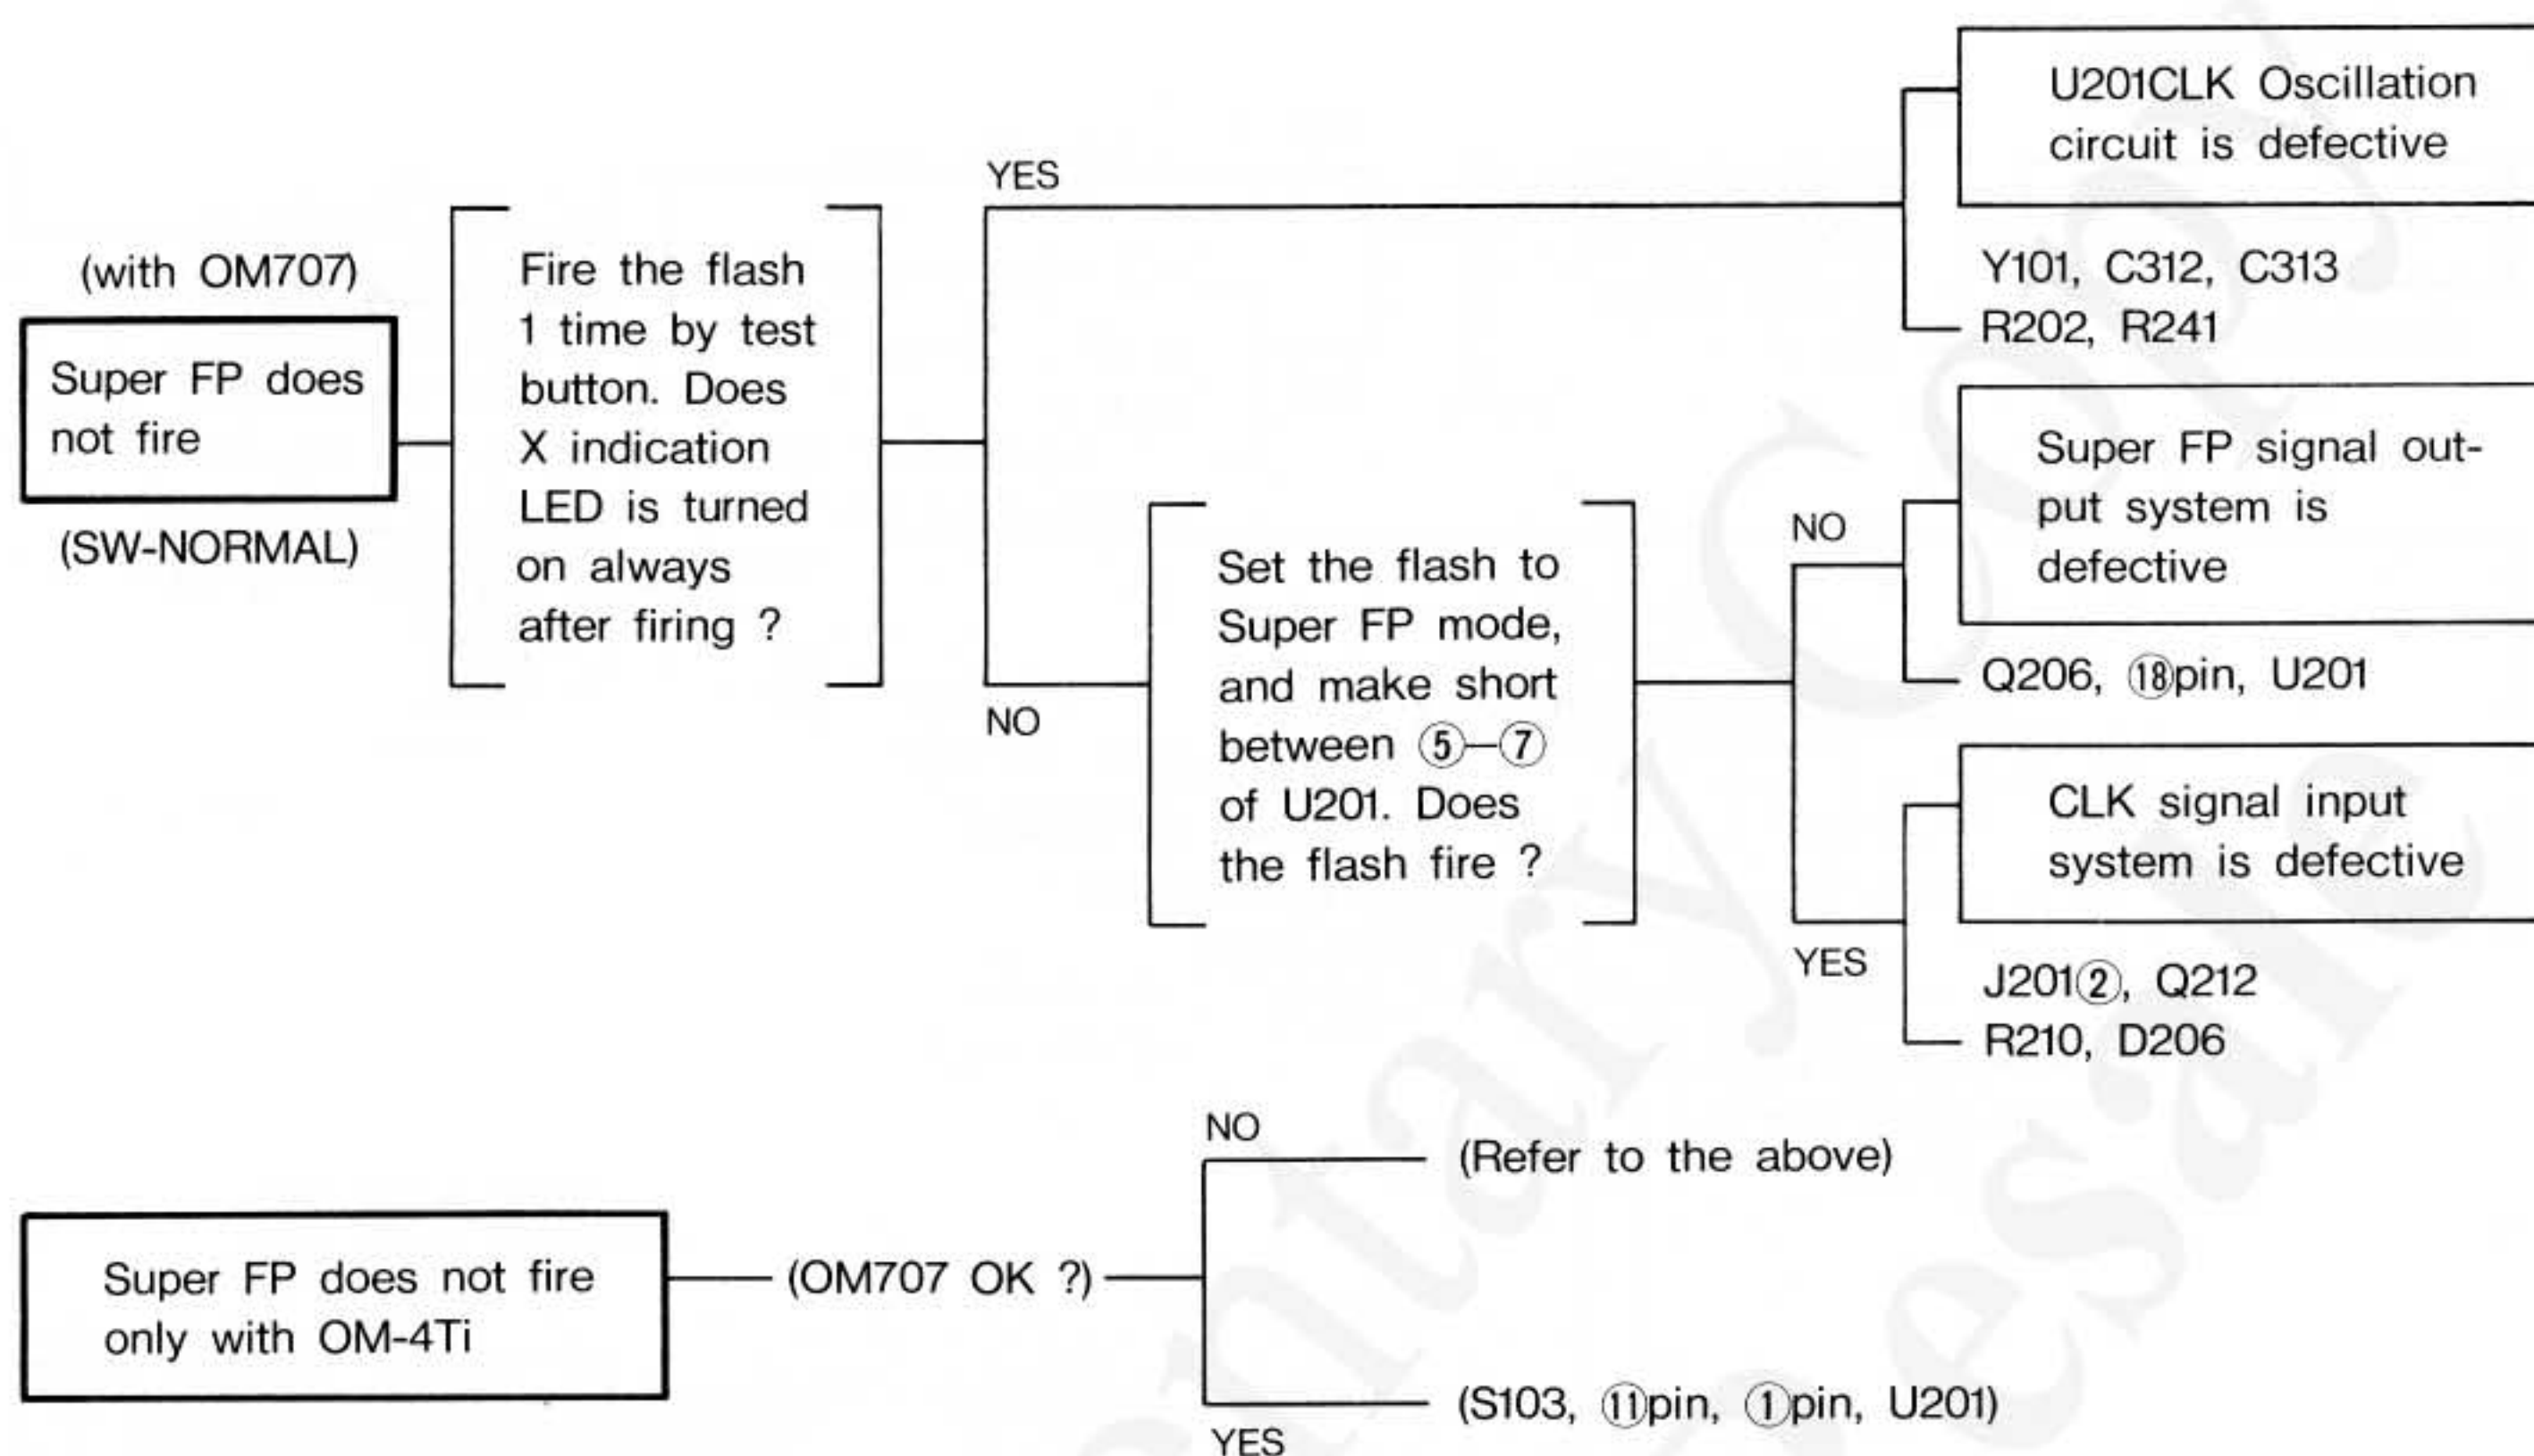 (with OM707)
Super FP does
not fire
(SW-NORMAL)
Fire the flash
1 time by test
button. Does
X indication
LED is turned
on always
after firing ?
YES
U201CLK Oscillation
circuit is defective
Y101, C312, C313
R202, R241
NO
Set the flash to
Super FP mode,
and make short
between ⑤—⑦
of U201. Does
the flash fire ?
NO
Super FP signal out-
put system is
defective
Q206, ⑱pin, U201
YES
CLK signal input
system is defective
J201②, Q212
R210, D206
Super FP does not fire
only with OM-4Ti
(OM707 OK ?)
NO
(Refer to the above)
YES
(S103, ⑪pin, ①pin, U201)
Copy